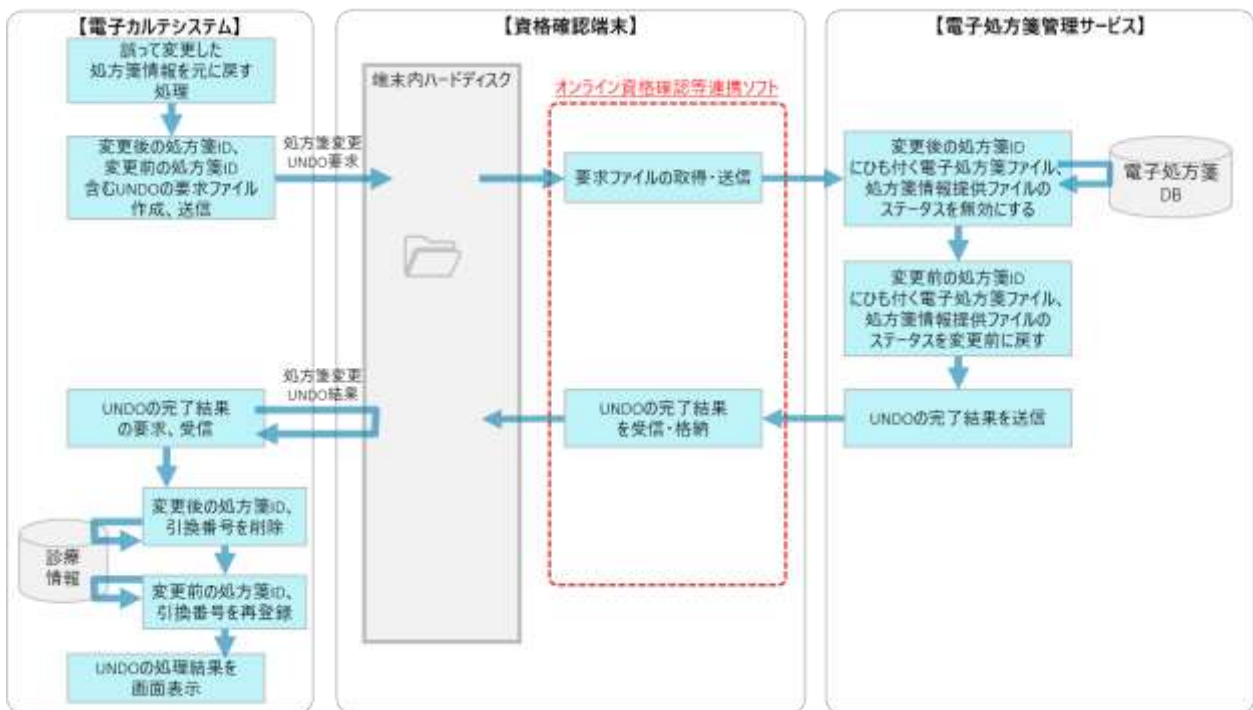 【電子カルテシステム】
誤って変更した
処方箋情報を元に戻す
処理
変更後の処方箋ID、
変更前の処方箋ID
含むUNDOの要求ファイル
作成、送信
処方箋変更
UNDO要求
処方箋変更
UNDO結果
UNDOの完了結果
の要求、受信
変更後の処方箋ID、
引換番号を削除
診療
情報
変更前の処方箋ID、
引換番号を再登録
UNDOの処理結果を
画面表示
【資格確認端末】
端末内ハードディスク
オンライン資格確認等連携ソフト
要求ファイルの取得・送信
UNDOの完了結果
を受信・格納
【電子処方箋管理サービス】
変更後の処方箋ID
にひも付く電子処方箋ファイル、
処方箋情報提供ファイルの
ステータスを無効にする
電子処方箋
DB
変更前の処方箋ID
にひも付く電子処方箋ファイル、
処方箋情報提供ファイルの
ステータスを変更前に戻す
UNDOの完了結果を送信